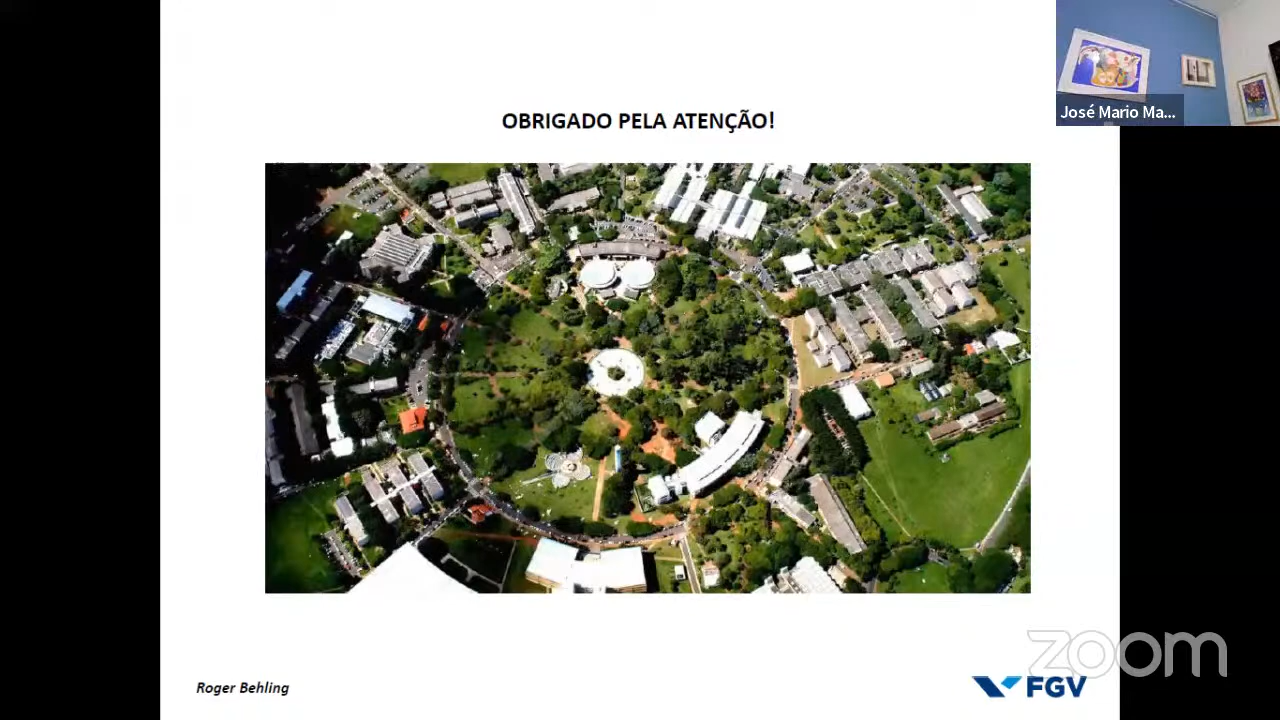 OBRIGADO PELA ATENÇÃO!
José Mario Ma...
zoom
Roger Behling
FGV